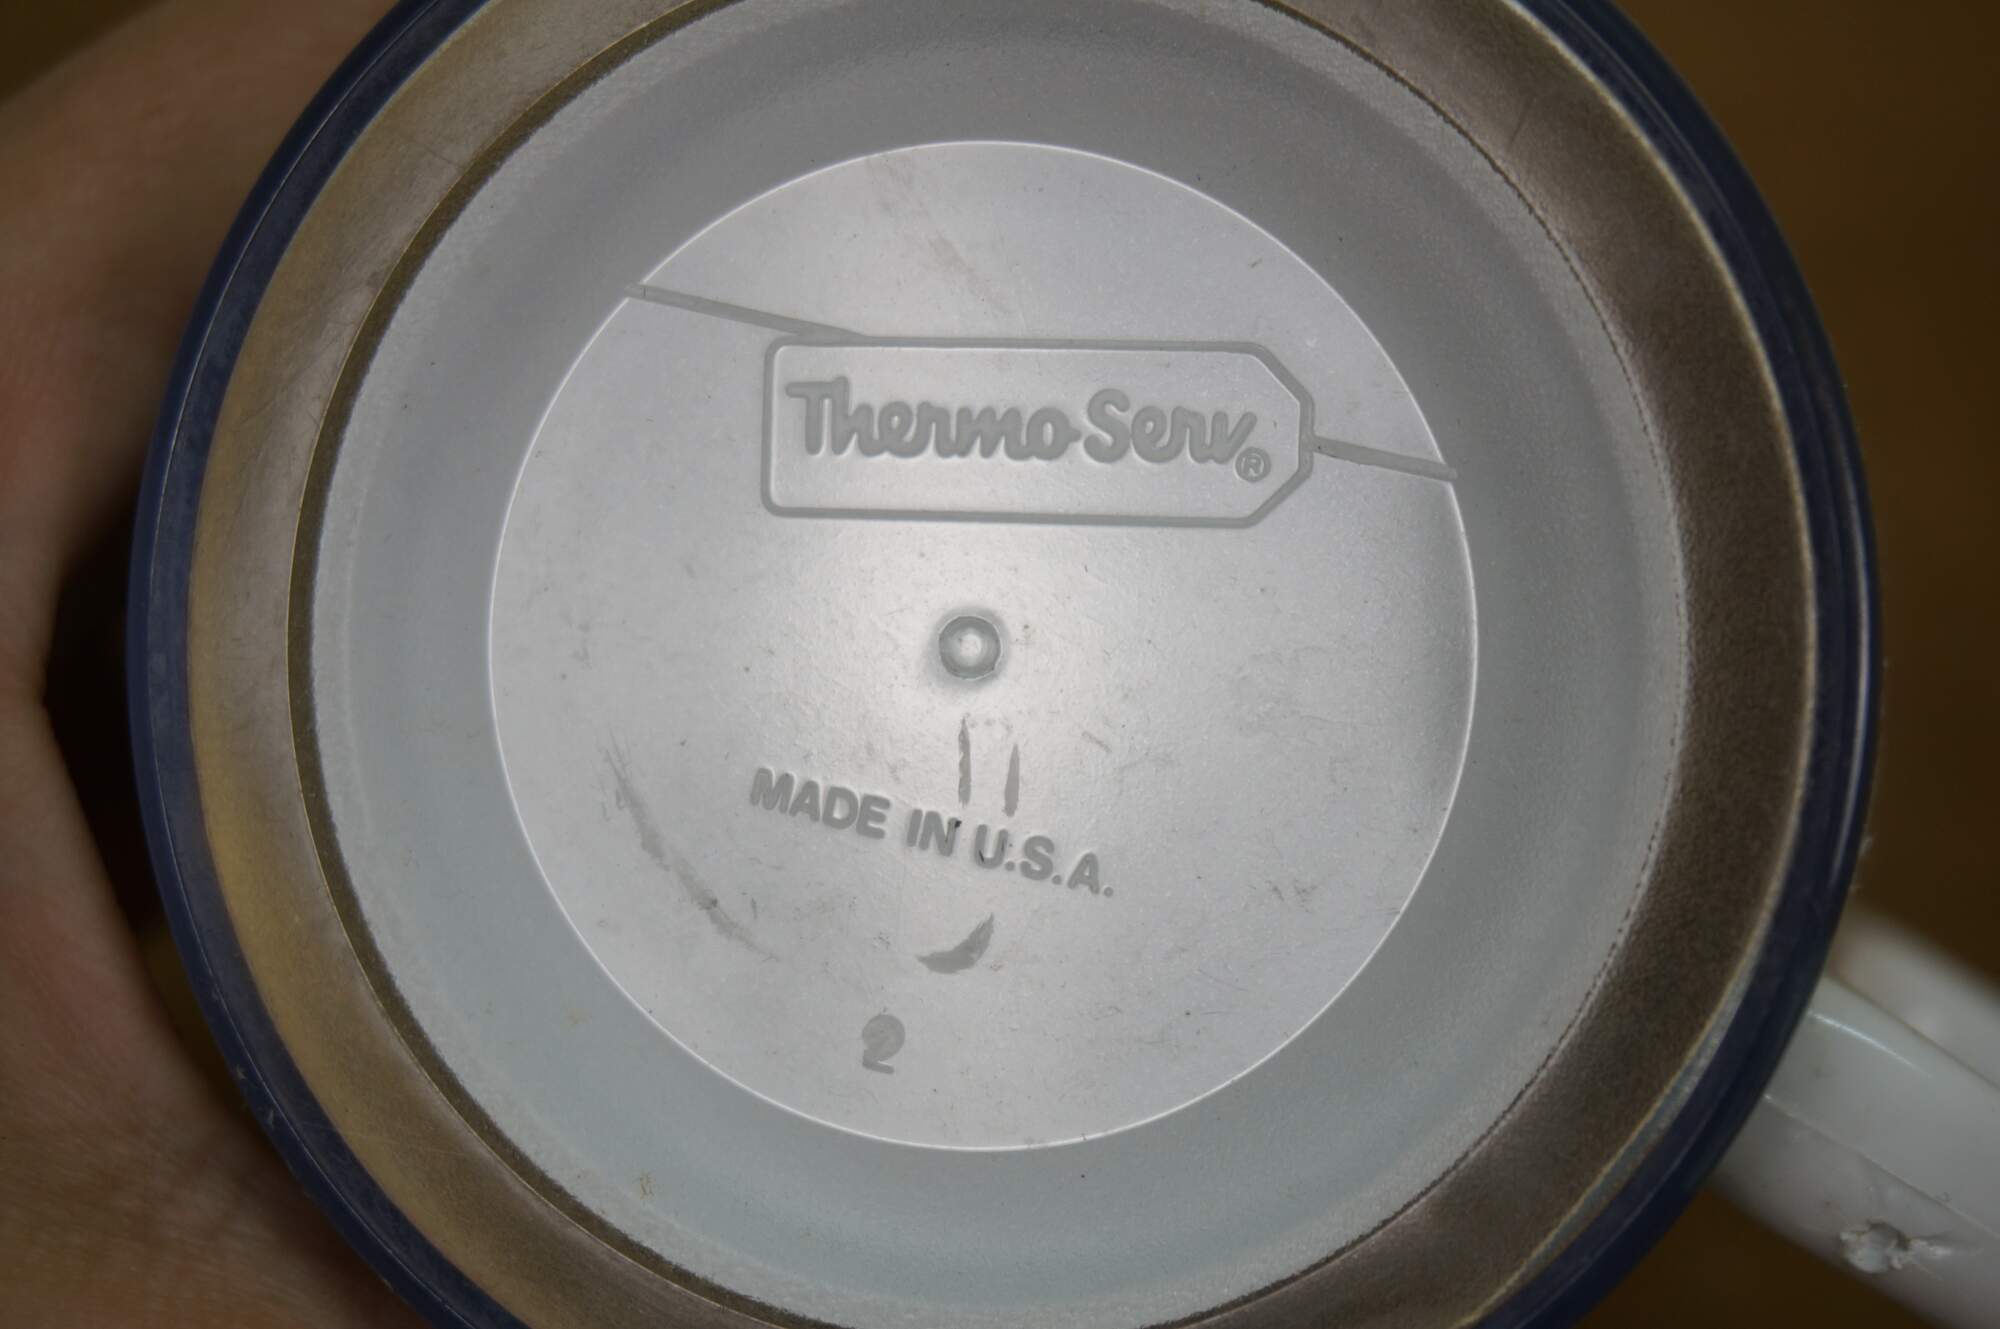 Thermo-Serv®
MADE IN U.S.A.
2